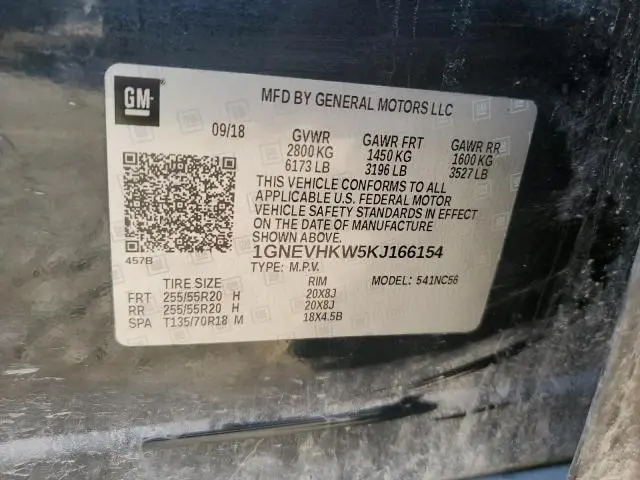 GM
MFD BY GENERAL MOTORS LLC
09/18 GVWR GAWR FRT GAWR RR
2800 KG 1450 KG 1600 KG
6173 LB 3196 LB 3527 LB
THIS VEHICLE CONFORMS TO ALL
APPLICABLE U.S. FEDERAL MOTOR
VEHICLE SAFETY STANDARDS IN EFFECT
ON THE DATE OF MANUFACTURE
SHOWN ABOVE.
457B 1GNEVHKW5KJ166154
TYPE: M.P.V. MODEL: 541NC56
TIRE SIZE RIM
FRT 255/55R20 H 20X8J
RR 255/55R20 H 20X8J
SPA T135/70R18 M 18X4.5B